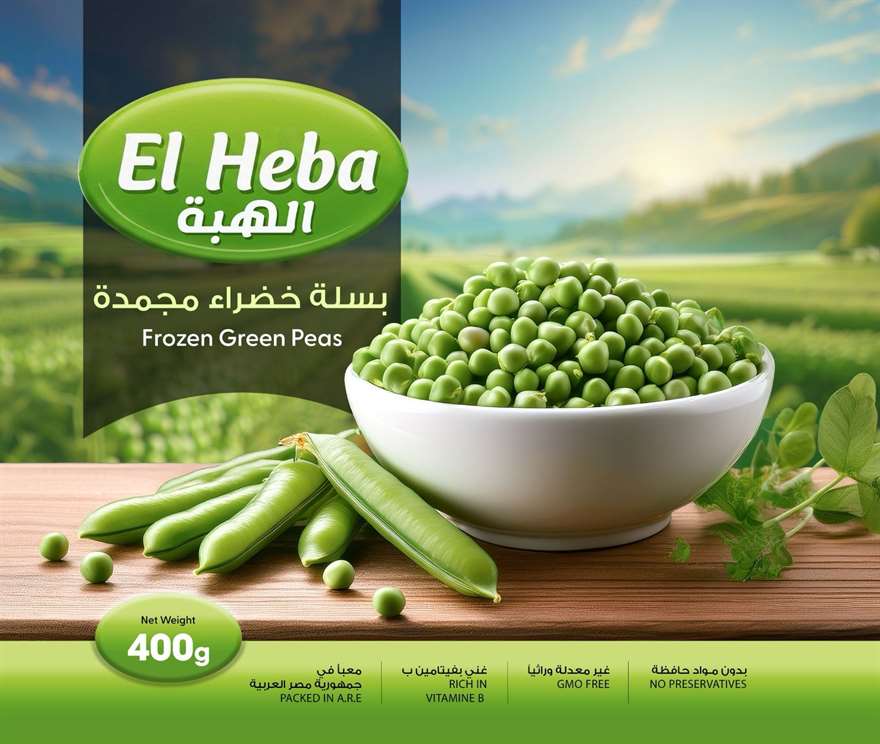 El Heba
الهبة
بسلة خضراء مجمدة
Frozen Green Peas
Net Weight
400g
معبأ في
جمهورية مصر العربية
PACKED IN A.R.E
غني بفيتامين ب
RICH IN
VITAMINE B
غير معدلة وراثياً
GMO FREE
بدون مواد حافظة
NO PRESERVATIVES